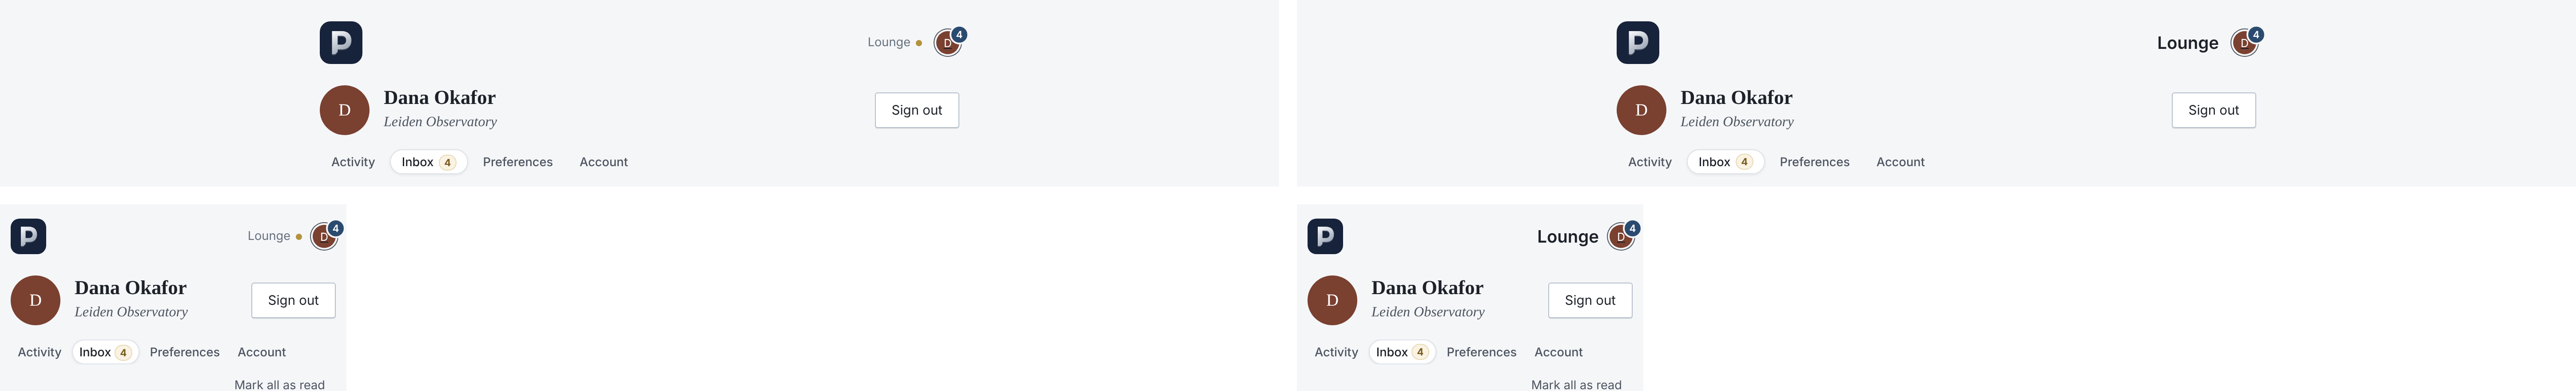 P
Lounge
D
4
D
Dana Okafor
Leiden Observatory
Sign out
Activity
Inbox 4
Preferences
Account
P
Lounge
D
4
D
Dana Okafor
Leiden Observatory
Sign out
Activity
Inbox 4
Preferences
Account
P
Lounge
D
4
D
Dana Okafor
Leiden Observatory
Sign out
Activity
Inbox 4
Preferences
Account
Mark all as read
P
Lounge
D
4
D
Dana Okafor
Leiden Observatory
Sign out
Activity
Inbox 4
Preferences
Account
Mark all as read